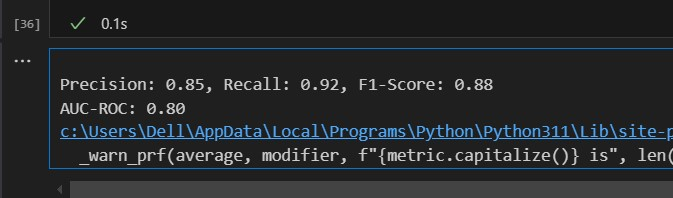 [36]
0.1s
...
Precision: 0.85, Recall: 0.92, F1-Score: 0.88
AUC-ROC: 0.80
c:\Users\Dell\AppData\Local\Programs\Python\Python311\Lib\site-p
_warn_prf(average, modifier, f"{metric.capitalize()} is", len(